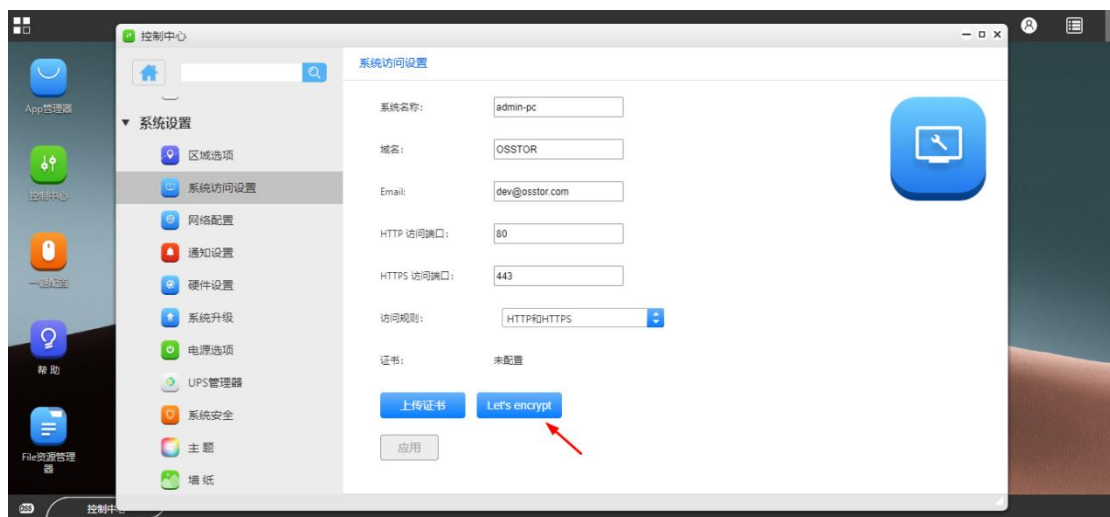 控制中心
系统访问设置
App管理器
控制中心
一键配置
帮 助
File资源管理
器
系统设置
区域选项
系统访问设置
网络配置
通知设置
硬件设置
系统升级
电源选项
UPS管理器
系统安全
主 题
墙 纸
系统名称: admin-pc
域名: OSSTOR
Email: dev@osstor.com
HTTP 访问端口: 80
HTTPS 访问端口: 443
访问规则: HTTP和HTTPS
证书: 未配置
上传证书 Let's encrypt
应用
OSS 控制中